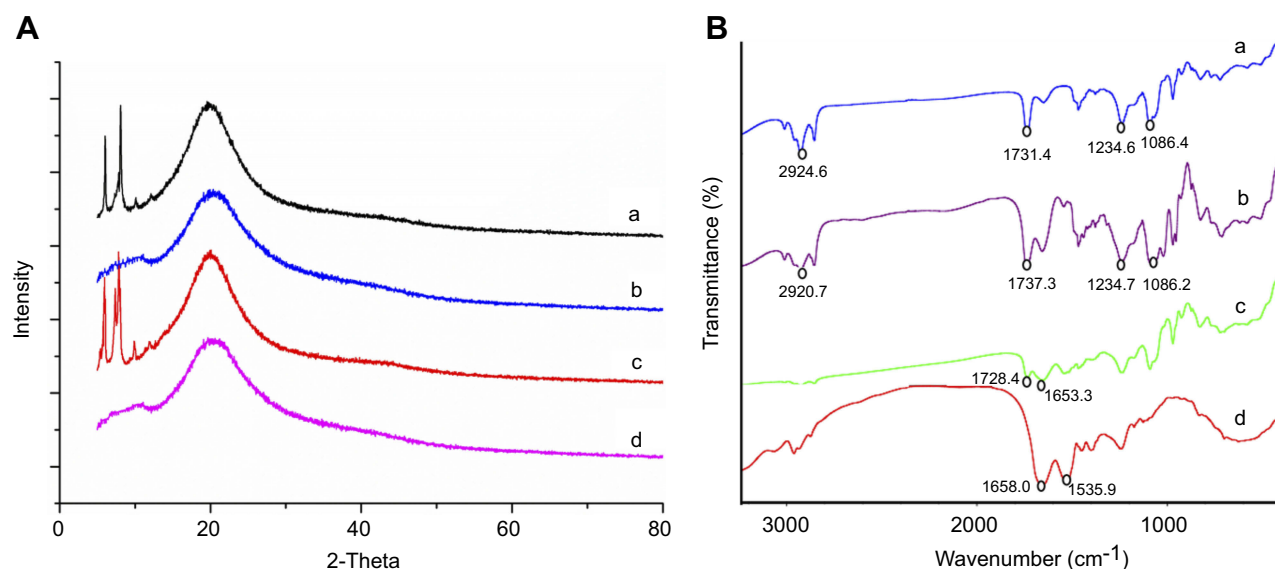 A
Intensity
a
b
c
d
0 20 40 60 80
2-Theta
B
Transmittance (%)
a
2924.6
1731.4
1234.6
1086.4
b
2920.7
1737.3
1234.7
1086.2
c
1728.4
1653.3
d
1658.0
1535.9
3000 2000 1000
Wavenumber (cm-1)